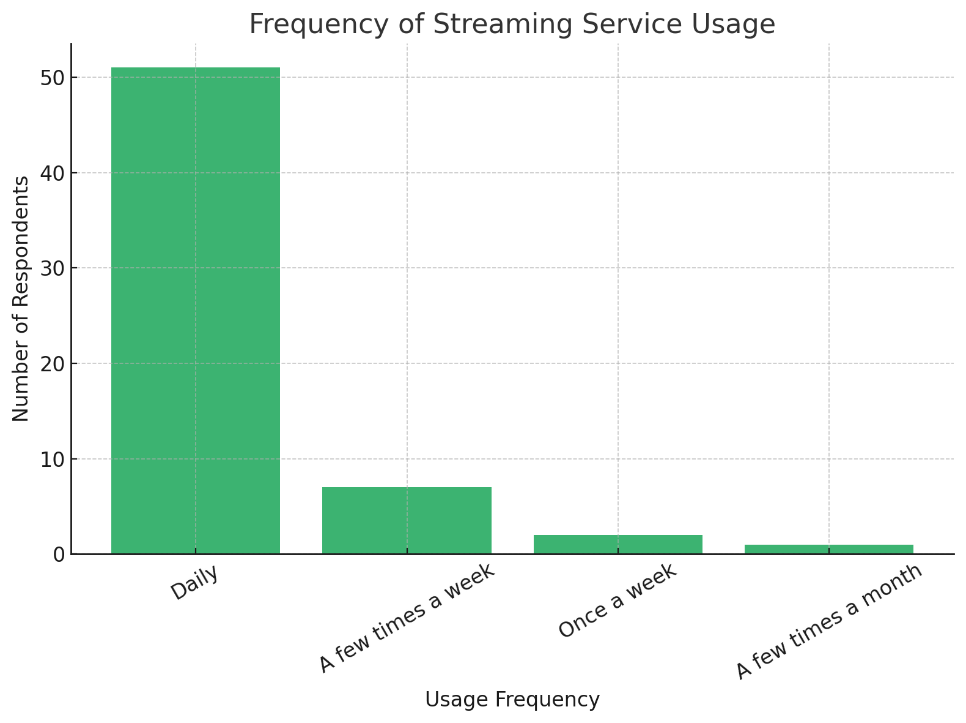 Frequency of Streaming Service Usage
Number of Respondents
50
40
30
20
10
0
Daily
A few times a week
Once a week
A few times a month
Usage Frequency